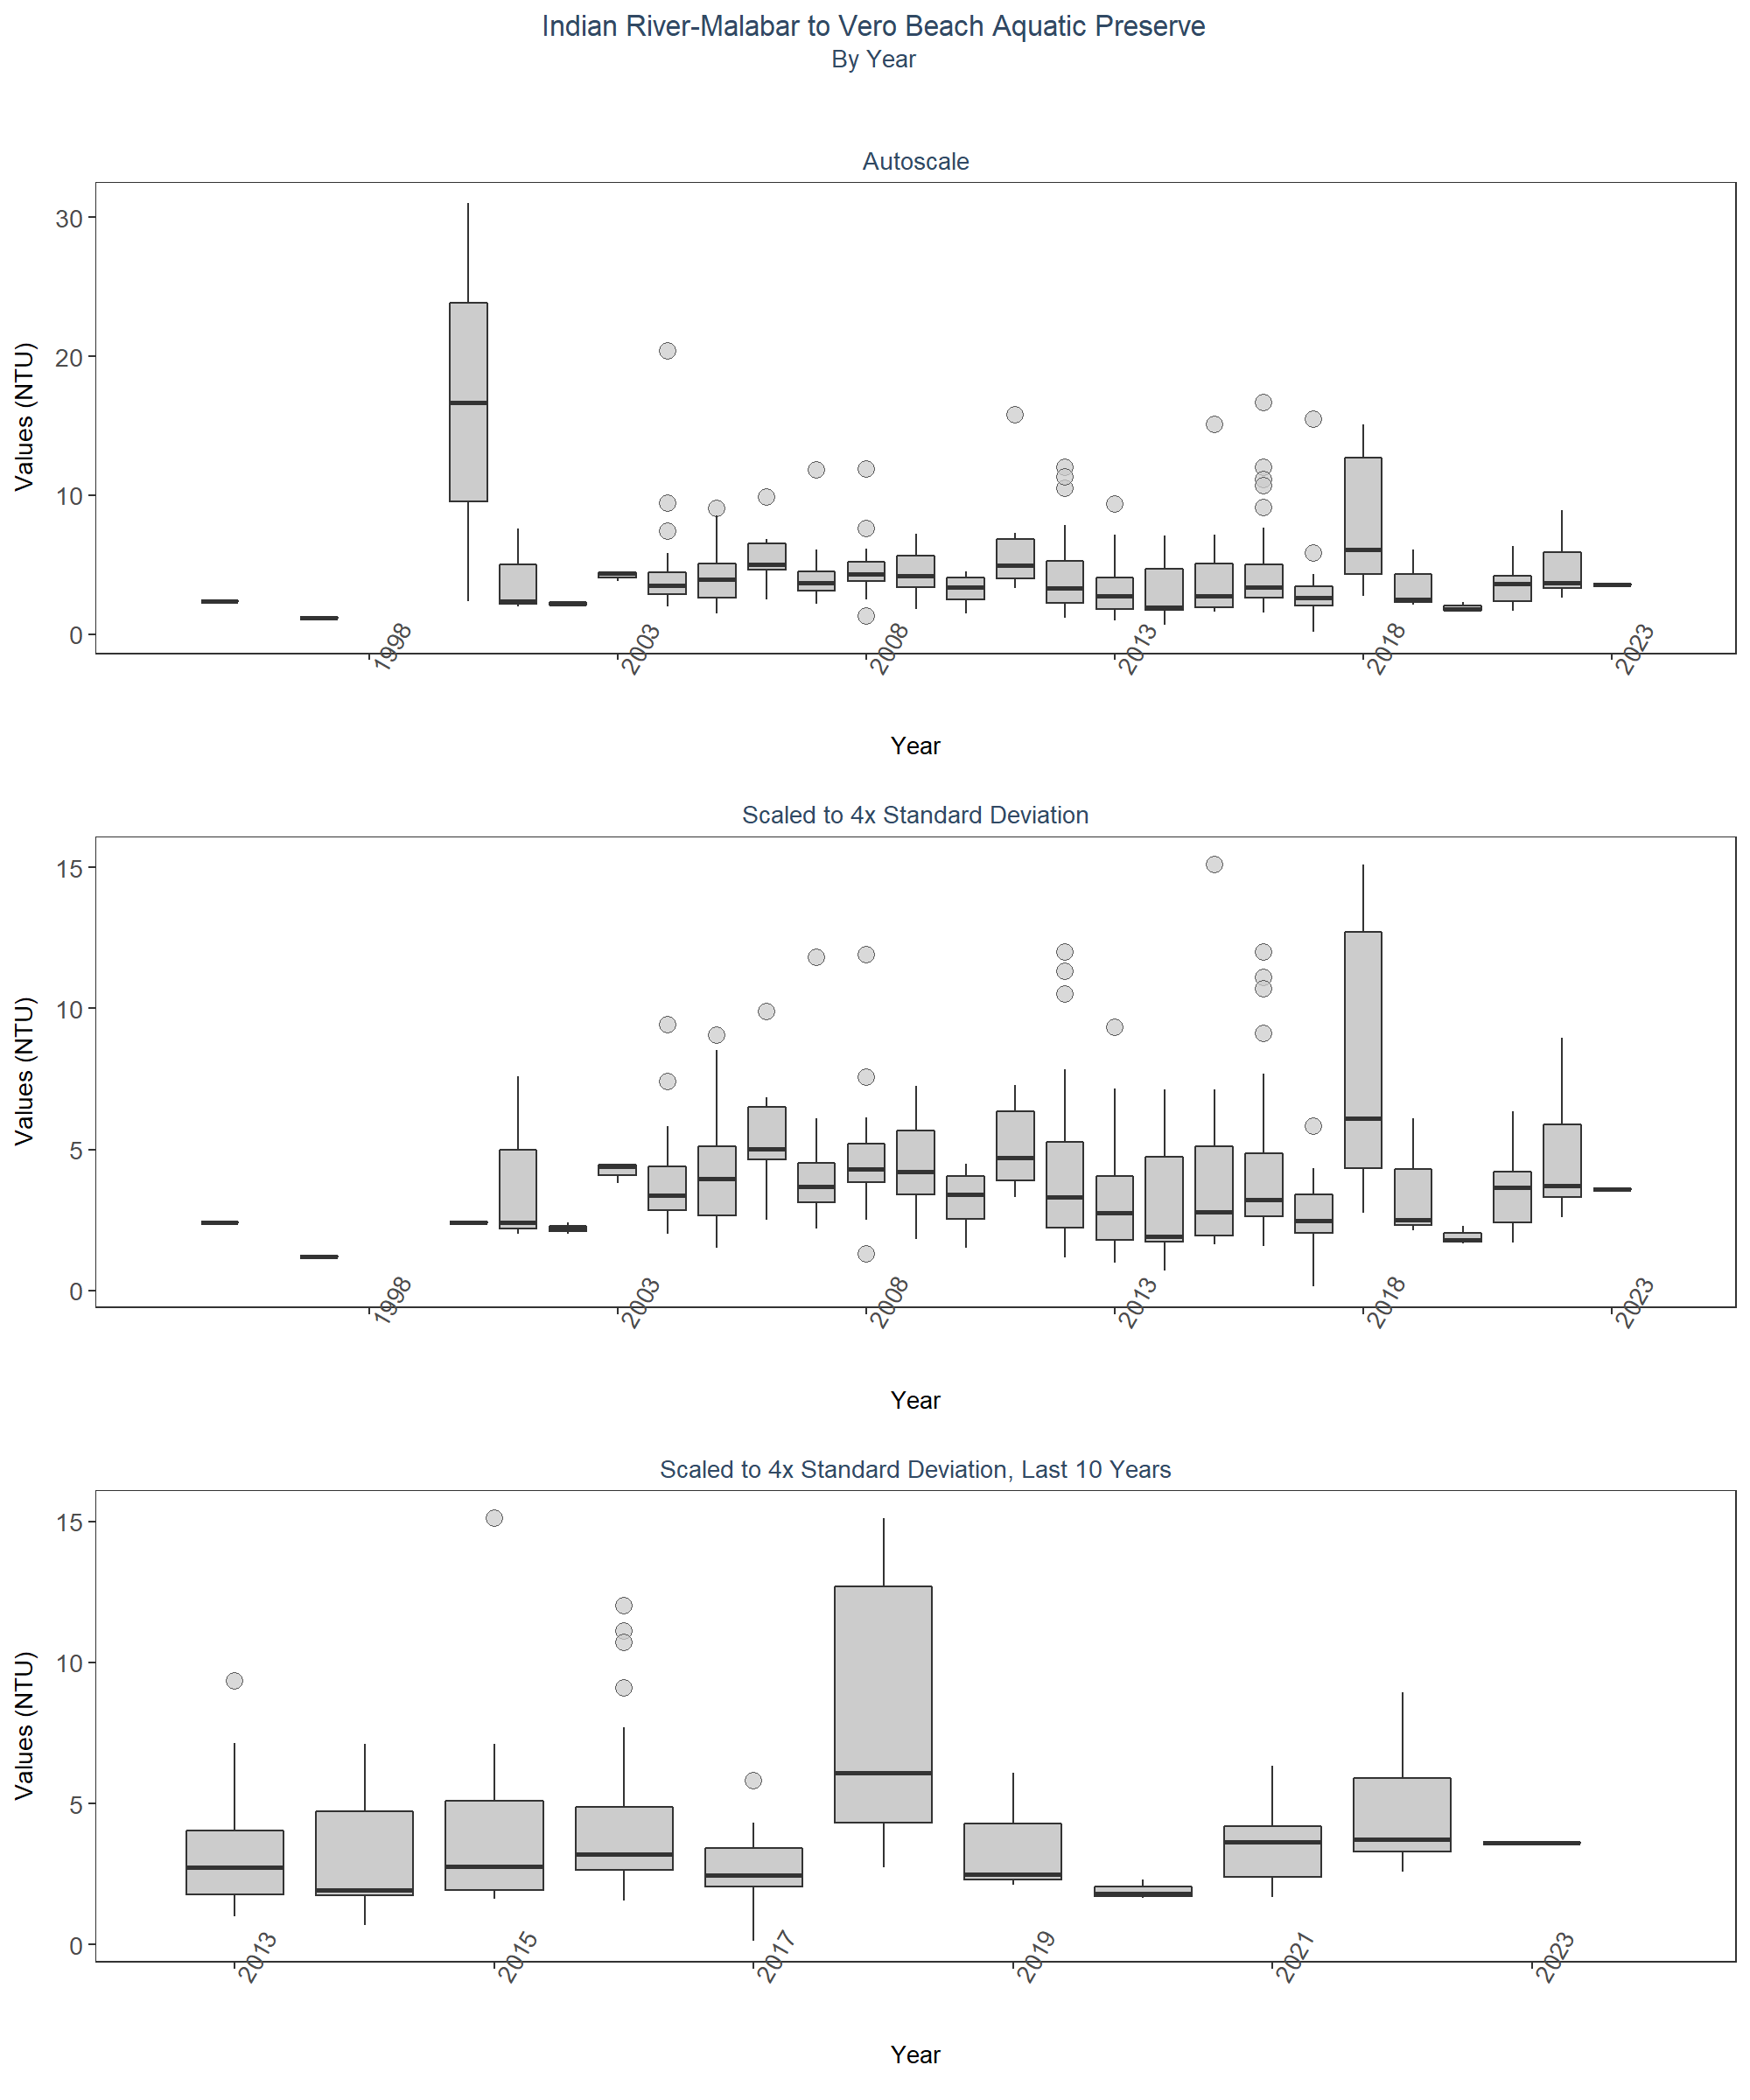 Indian River-Malabar to Vero Beach Aquatic Preserve
By Year
Autoscale
Values (NTU)
30
20
10
0
1998
2003
2008
2013
2018
2023
Year
Scaled to 4x Standard Deviation
Values (NTU)
15
10
5
0
1998
2003
2008
2013
2018
2023
Year
Scaled to 4x Standard Deviation, Last 10 Years
Values (NTU)
15
10
5
0
2013
2015
2017
2019
2021
2023
Year